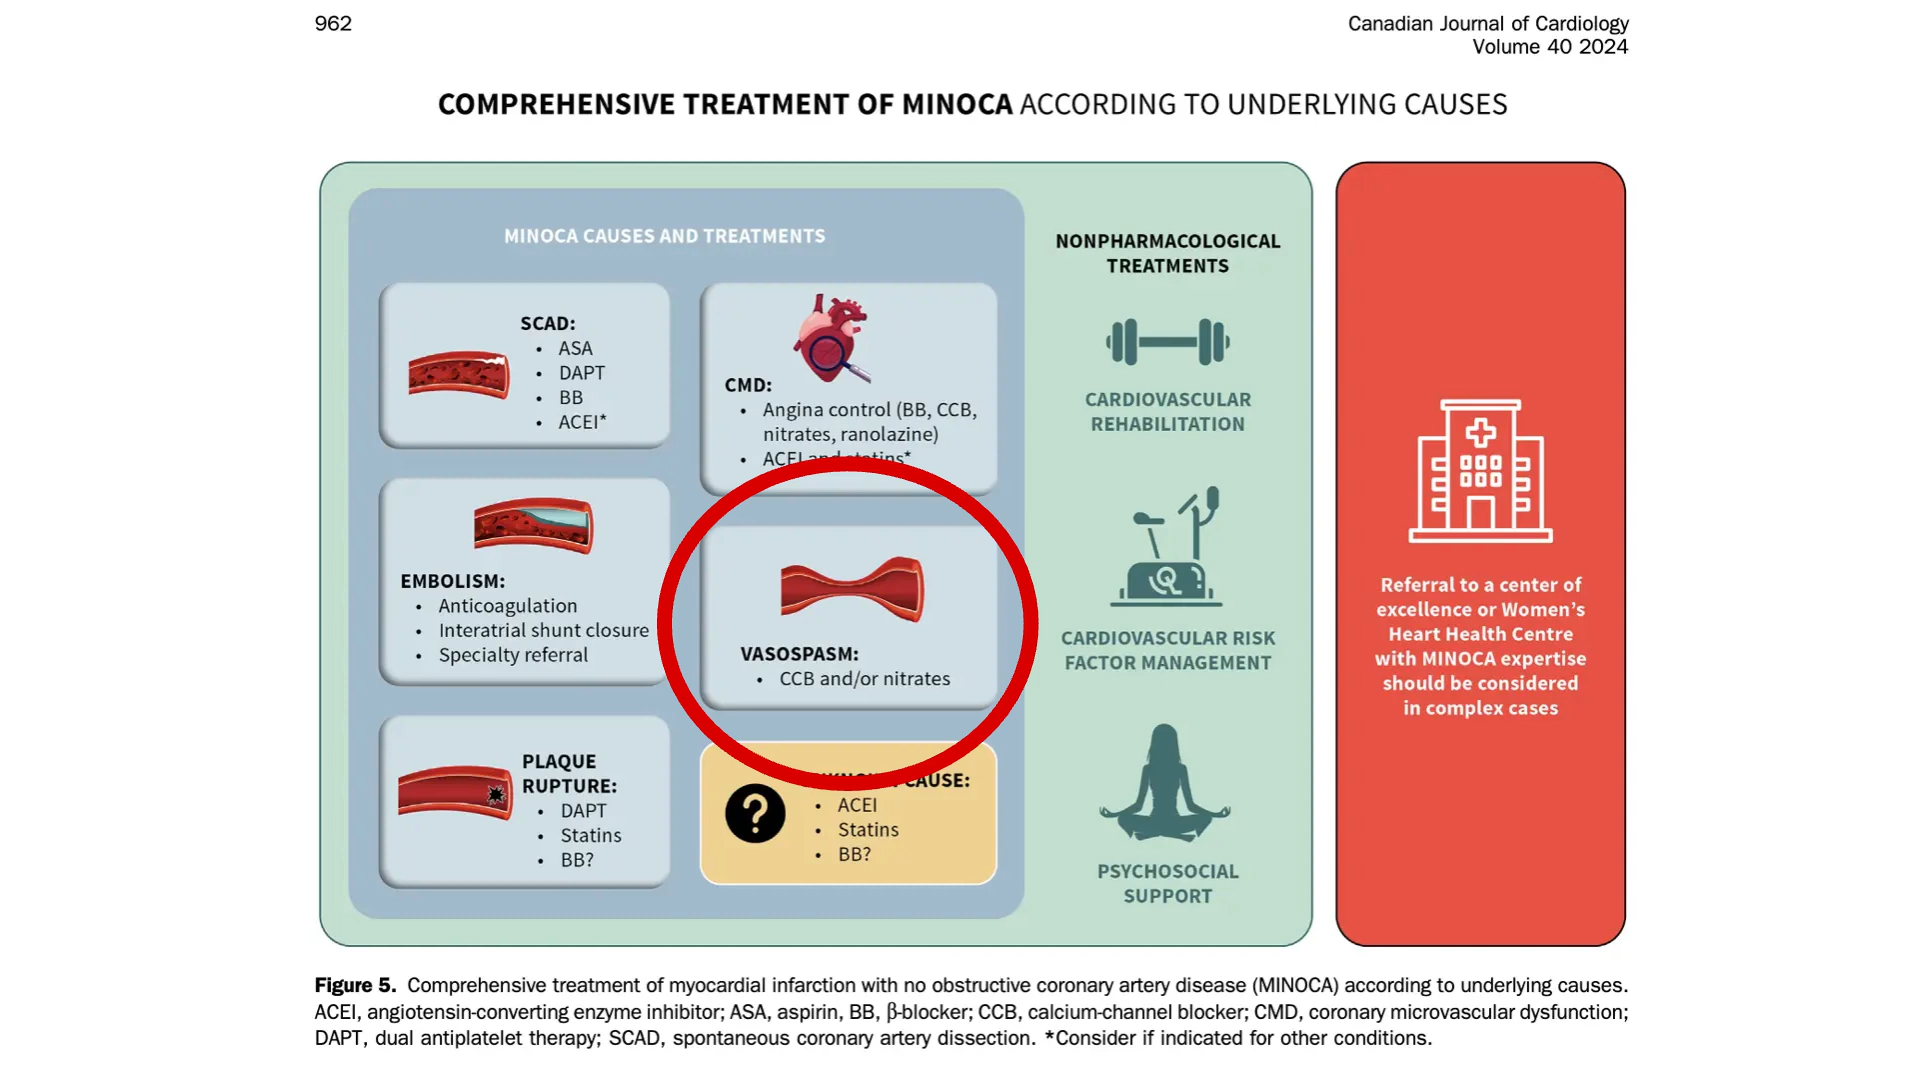 962
Canadian Journal of Cardiology
Volume 40 2024
COMPREHENSIVE TREATMENT OF MINOCA ACCORDING TO UNDERLYING CAUSES
MINOCA CAUSES AND TREATMENTS
SCAD:
• ASA
• DAPT
• BB
• ACEI*
CMD:
• Angina control (BB, CCB,
nitrates, ranolazine)
• ACEI and statins*
EMBOLISM:
• Anticoagulation
• Interatrial shunt closure
• Specialty referral
VASOSPASM:
• CCB and/or nitrates
PLAQUE
RUPTURE:
• DAPT
• Statins
• BB?
?
CAUSE:
• ACEI
• Statins
• BB?
NONPHARMACOLOGICAL
TREATMENTS
CARDIOVASCULAR
REHABILITATION
CARDIOVASCULAR RISK
FACTOR MANAGEMENT
PSYCHOSOCIAL
SUPPORT
Referral to a center of
excellence or Women's
Heart Health Centre
with MINOCA expertise
should be considered
in complex cases
Figure 5. Comprehensive treatment of myocardial infarction with no obstructive coronary artery disease (MINOCA) according to underlying causes.
ACEI, angiotensin-converting enzyme inhibitor; ASA, aspirin, BB, β-blocker; CCB, calcium-channel blocker; CMD, coronary microvascular dysfunction;
DAPT, dual antiplatelet therapy; SCAD, spontaneous coronary artery dissection. *Consider if indicated for other conditions.